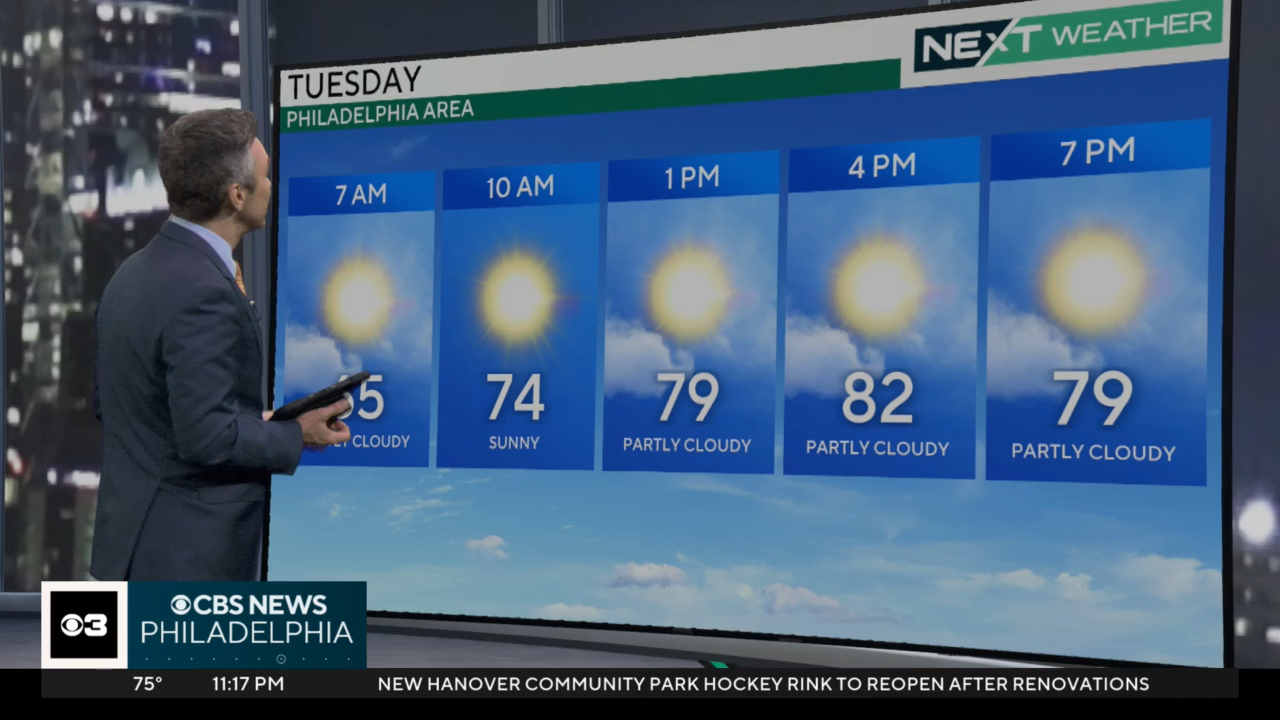 TUESDAY
PHILADELPHIA AREA
NEXT WEATHER
7 AM
10 AM
1 PM
4 PM
7 PM
74
79
82
79
CLOUDY
SUNNY
PARTLY CLOUDY
PARTLY CLOUDY
PARTLY CLOUDY
3
CBS NEWS
PHILADELPHIA
75° 11:17 PM NEW HANOVER COMMUNITY PARK HOCKEY RINK TO REOPEN AFTER RENOVATIONS